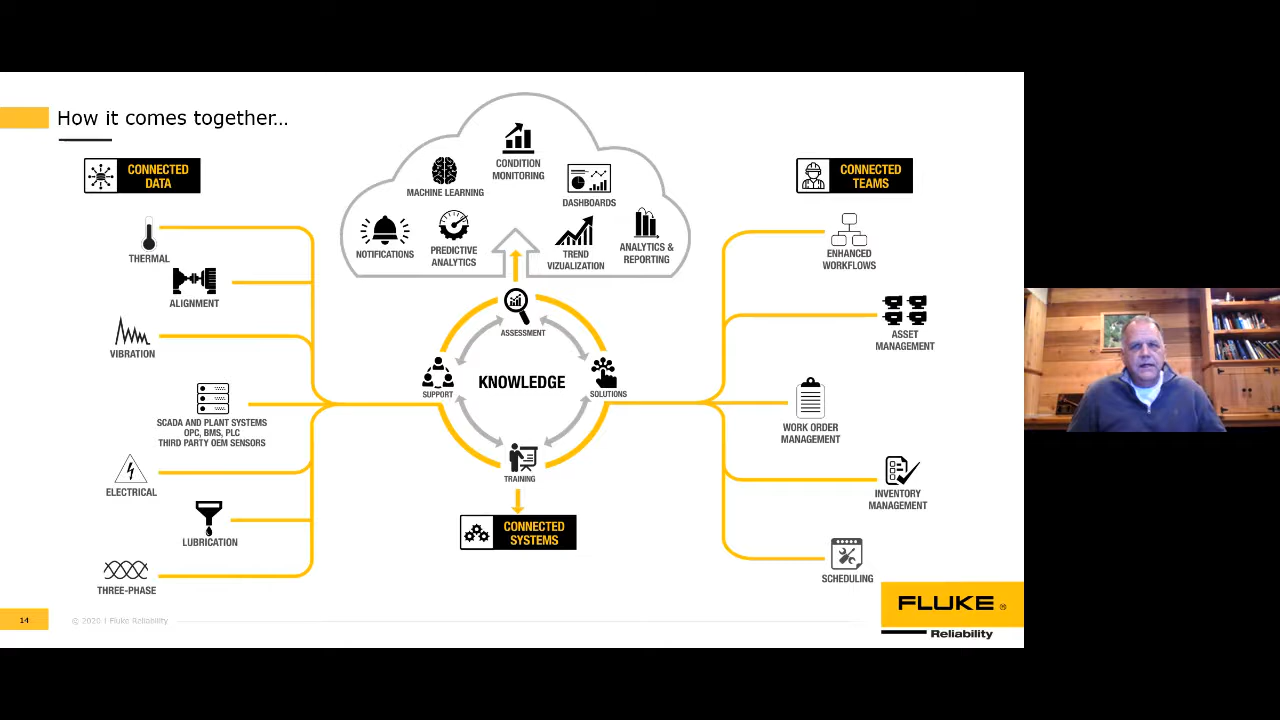 How it comes together...
CONNECTED
DATA
THERMAL
ALIGNMENT
VIBRATION
SCADA AND PLANT SYSTEMS
OPC, BMS, PLC
THIRD PARTY OEM SENSORS
ELECTRICAL
LUBRICATION
THREE-PHASE
CONDITION
MONITORING
MACHINE LEARNING
DASHBOARDS
NOTIFICATIONS
PREDICTIVE
ANALYTICS
TREND
VIZUALIZATION
ANALYTICS &
REPORTING
ASSESSMENT
SUPPORT
KNOWLEDGE
SOLUTIONS
TRAINING
CONNECTED
SYSTEMS
CONNECTED
TEAMS
ENHANCED
WORKFLOWS
ASSET
MANAGEMENT
WORK ORDER
MANAGEMENT
INVENTORY
MANAGEMENT
SCHEDULING
14
© 2020 | Fluke Reliability
FLUKE ®
Reliability